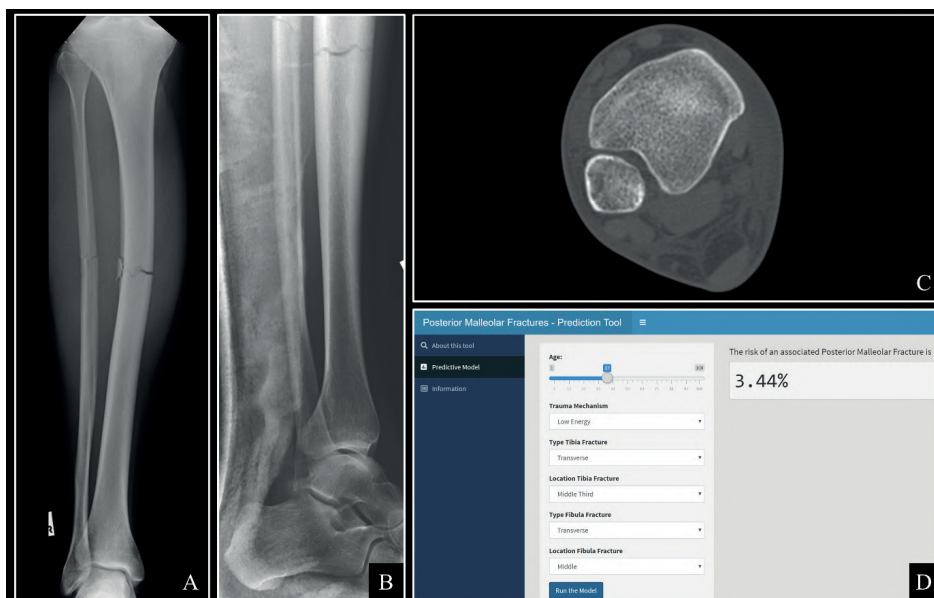 A
B
C
Posterior Malleolar Fractures - Prediction Tool
About this tool
Predictive Model
Information
Age:
Trauma Mechanism
Low Energy
Type Tibia Fracture
Transverse
Location Tibia Fracture
Middle Third
Type Fibula Fracture
Transverse
Location Fibula Fracture
Middle
Run the Model
The risk of an associated Posterior Malleolar Fracture is
3.44%
D